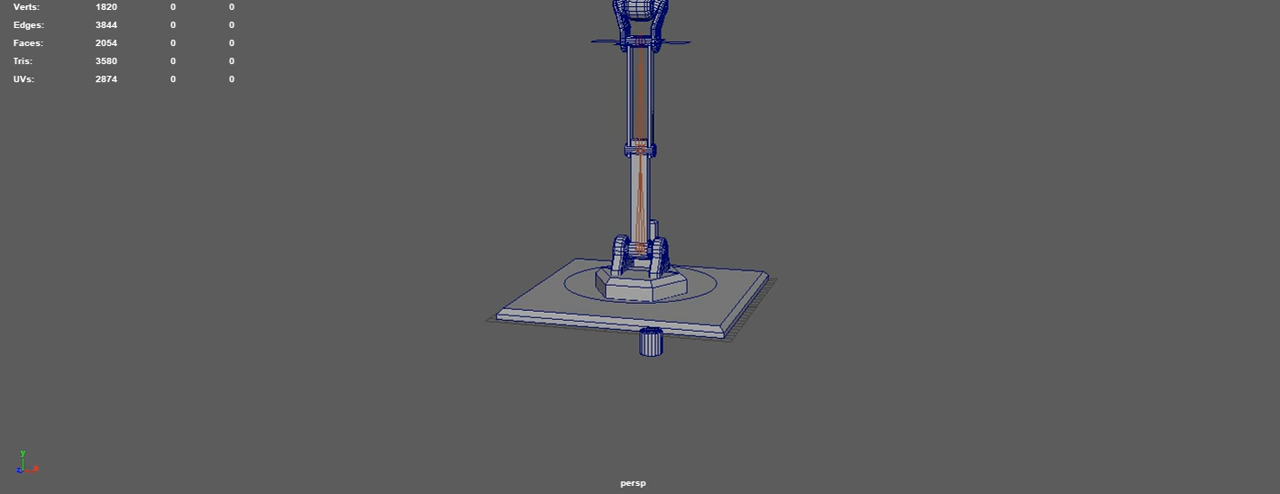 Verts: 1820 0 0
Edges: 3844 0 0
Faces: 2054 0 0
Tris: 3580 0 0
UVs: 2874 0 0
y
persp